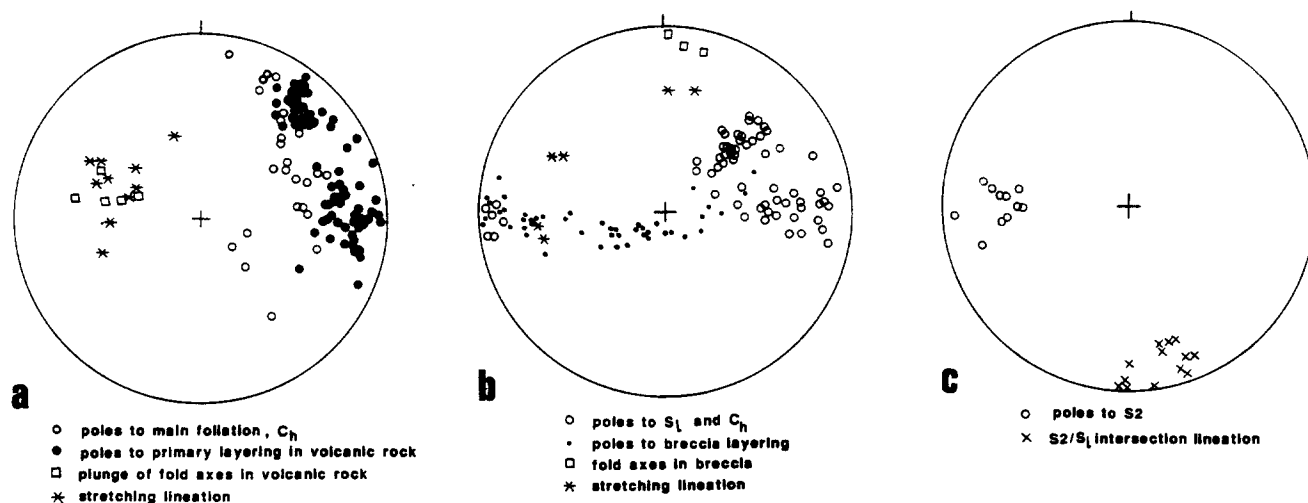 a
poles to main foliation, Ch
poles to primary layering in volcanic rock
plunge of fold axes in volcanic rock
stretching lineation
b
poles to Sl and Ch
poles to breccia layering
fold axes in breccia
stretching lineation
c
poles to S2
S2/Sl intersection lineation